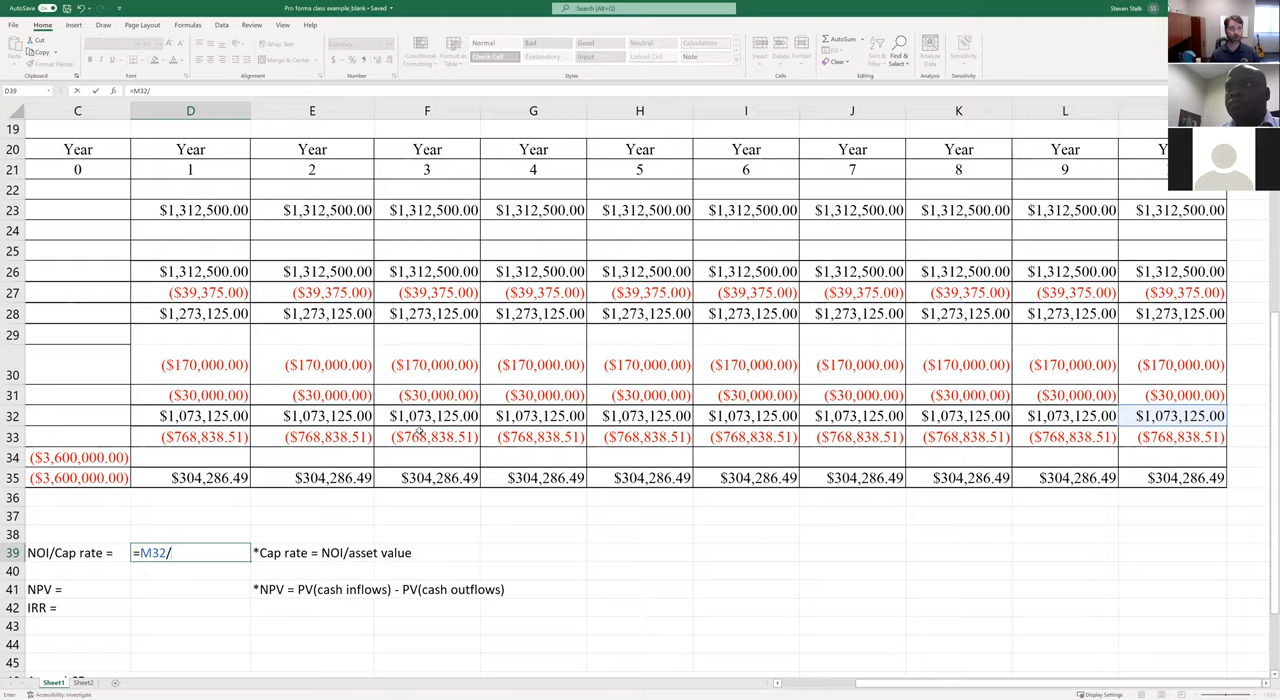 AutoSave On Pro forma class example_blank • Saved Search (Alt+Q) Steven Stelk SS
File Home Insert Draw Page Layout Formulas Data Review View Help
Cut
Copy
Paste Format Painter
Clipboard Font
Wrap Text
Merge & Center
Alignment Number
Conditional Formatting Format as Table
Normal Bad Good Neutral Calculation
Check Cell Explanatory... Input Linked Cell Note
Styles
Insert Delete Format
Cells
AutoSum
Fill
Clear
Sort & Filter Find & Select
Editing
Analyze Data
Analysis
Sensitivity
Sensitivity
D39 =M32/
C D E F G H I J K L
19
20 Year Year Year Year Year Year Year Year Year Year Y
21 0 1 2 3 4 5 6 7 8 9
22
23 $1,312,500.00 $1,312,500.00 $1,312,500.00 $1,312,500.00 $1,312,500.00 $1,312,500.00 $1,312,500.00 $1,312,500.00 $1,312,500.00 $1,312,500.00
24
25
26 $1,312,500.00 $1,312,500.00 $1,312,500.00 $1,312,500.00 $1,312,500.00 $1,312,500.00 $1,312,500.00 $1,312,500.00 $1,312,500.00 $1,312,500.00
27 ($39,375.00) ($39,375.00) ($39,375.00) ($39,375.00) ($39,375.00) ($39,375.00) ($39,375.00) ($39,375.00) ($39,375.00) ($39,375.00)
28 $1,273,125.00 $1,273,125.00 $1,273,125.00 $1,273,125.00 $1,273,125.00 $1,273,125.00 $1,273,125.00 $1,273,125.00 $1,273,125.00 $1,273,125.00
29
30 ($170,000.00) ($170,000.00) ($170,000.00) ($170,000.00) ($170,000.00) ($170,000.00) ($170,000.00) ($170,000.00) ($170,000.00) ($170,000.00)
31 ($30,000.00) ($30,000.00) ($30,000.00) ($30,000.00) ($30,000.00) ($30,000.00) ($30,000.00) ($30,000.00) ($30,000.00) ($30,000.00)
32 $1,073,125.00 $1,073,125.00 $1,073,125.00 $1,073,125.00 $1,073,125.00 $1,073,125.00 $1,073,125.00 $1,073,125.00 $1,073,125.00 $1,073,125.00
33 ($768,838.51) ($768,838.51) ($768,838.51) ($768,838.51) ($768,838.51) ($768,838.51) ($768,838.51) ($768,838.51) ($768,838.51) ($768,838.51)
34 ($3,600,000.00)
35 ($3,600,000.00) $304,286.49 $304,286.49 $304,286.49 $304,286.49 $304,286.49 $304,286.49 $304,286.49 $304,286.49 $304,286.49 $304,286.49
36
37
38
39 NOI/Cap rate = =M32/ *Cap rate = NOI/asset value
40
41 NPV = *NPV = PV(cash inflows) - PV(cash outflows)
42 IRR =
43
44
45
Sheet1 Sheet2
Enter Accessibility: Investigate Display Settings